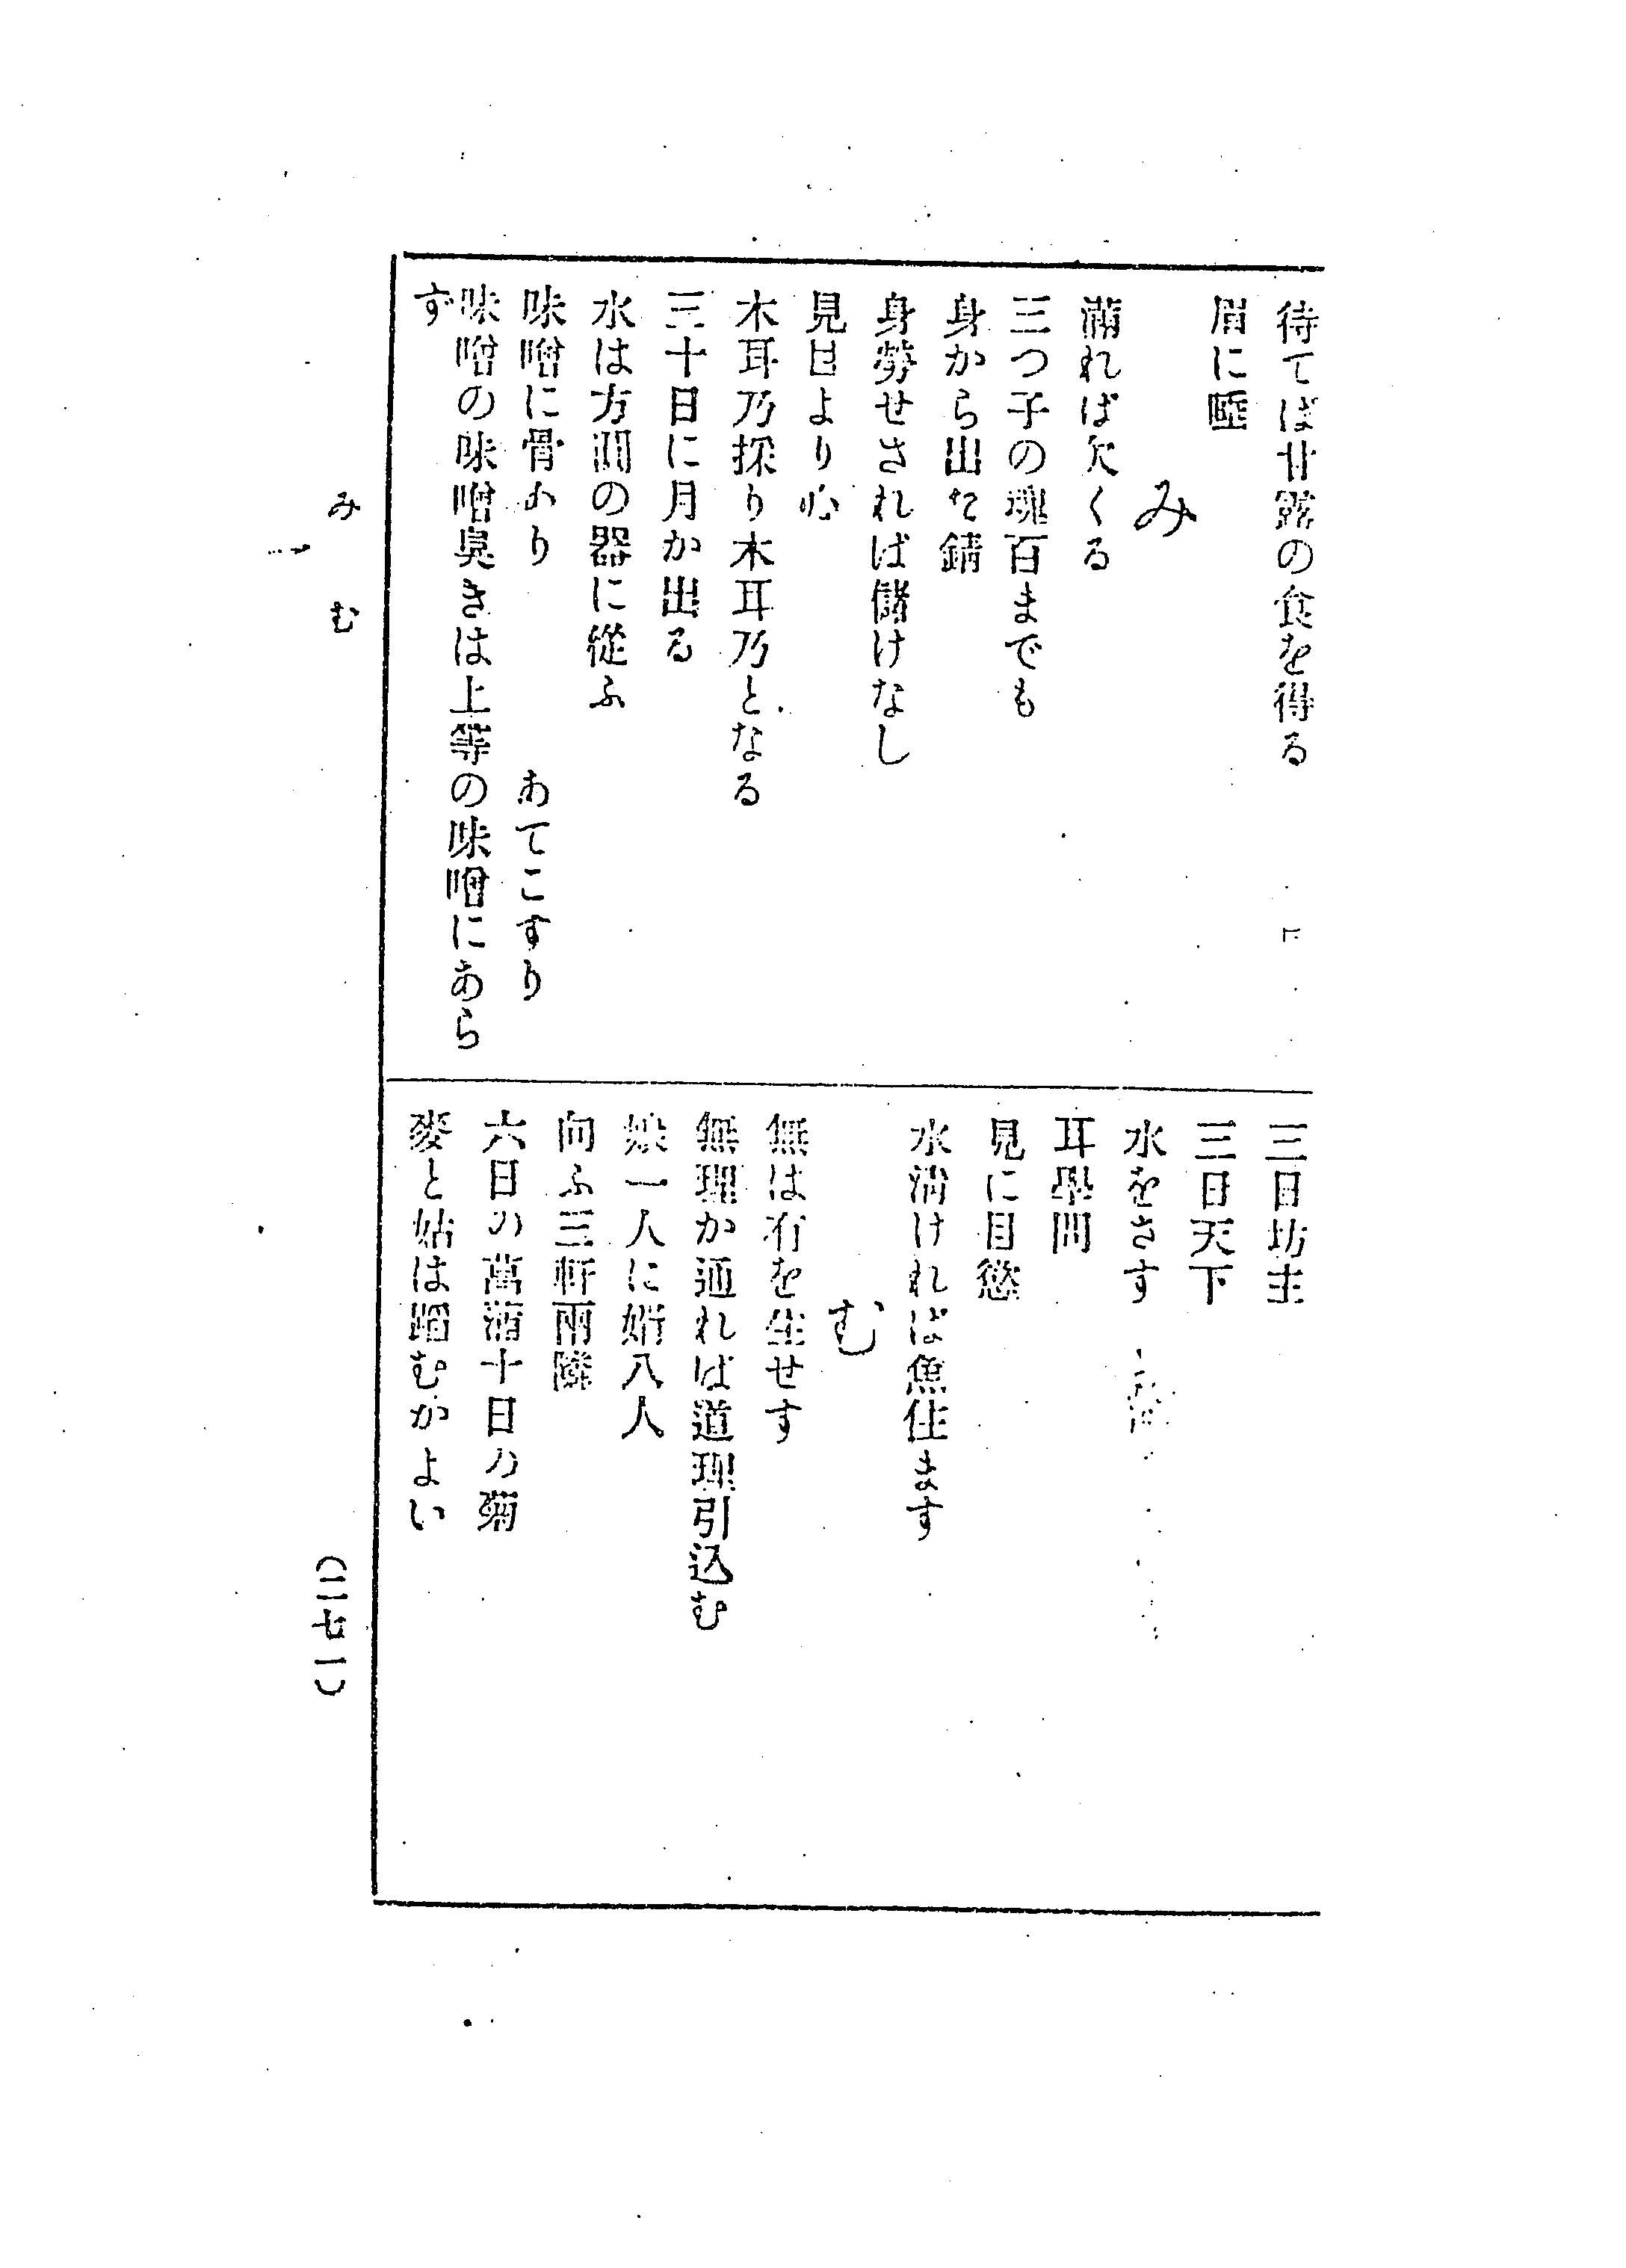 待てば甘露の食を得る
眉に唾
み
滿れば欠くる
三つ子の魂百までも
身から出た錆
身勞せされば儲けなし
見目より心
木耳乃採り木耳乃となる
三十日に月か出る
水は方圓の器に從ふ
味噌に骨あり　あてこすり
味噌の味噌臭きは上等の味噌にあら
ず
三日坊主
三日天下
水をさす
耳學問
見に目慾
水淸ければ魚住ます
む
無は有を生せす
無理か通れば道理引込む
娘一人に婿八人
向ふ三軒兩隣
六日の菖蒲十日の菊
麥と姑は蹈むかよい
み　む
(二七一)